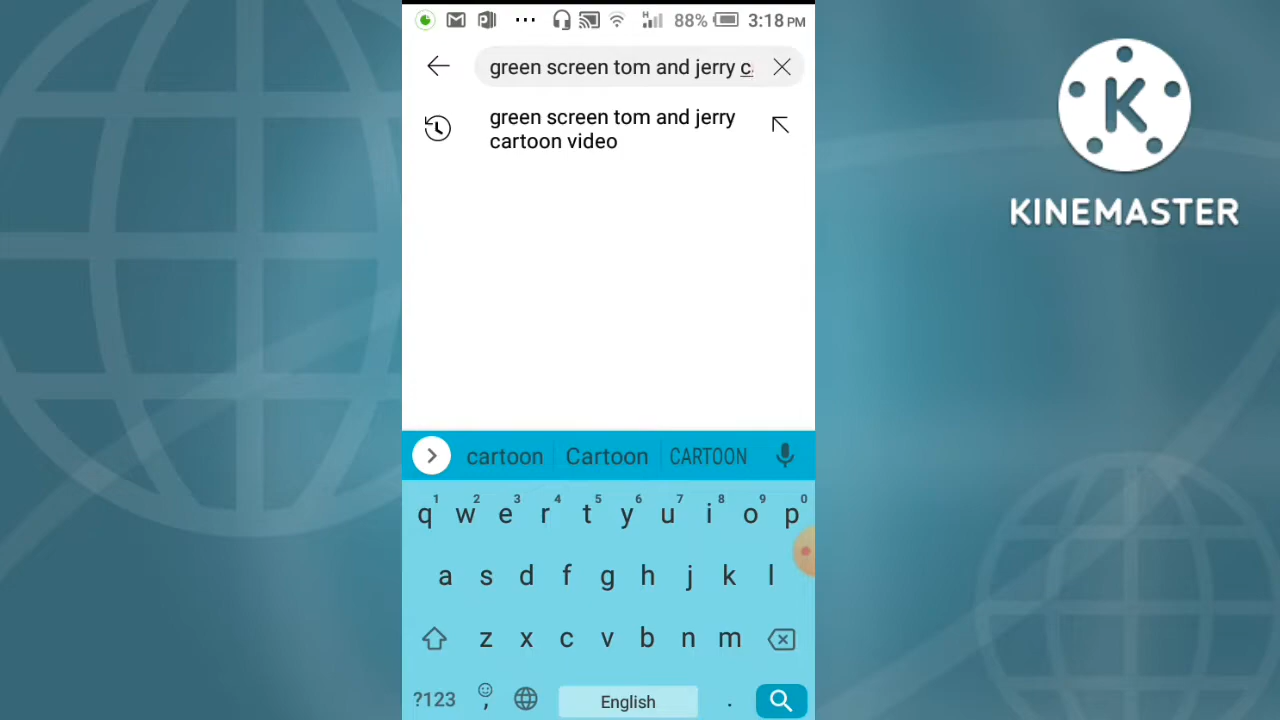 88% 3:18 PM
green screen tom and jerry c
green screen tom and jerry
cartoon video
K
KINEMASTER
cartoon Cartoon CARTOON
1 2 3 4 5 6 7 8 9 0
q w e r t y u i o p
a s d f g h j k l
z x c v b n m
?123 , English .